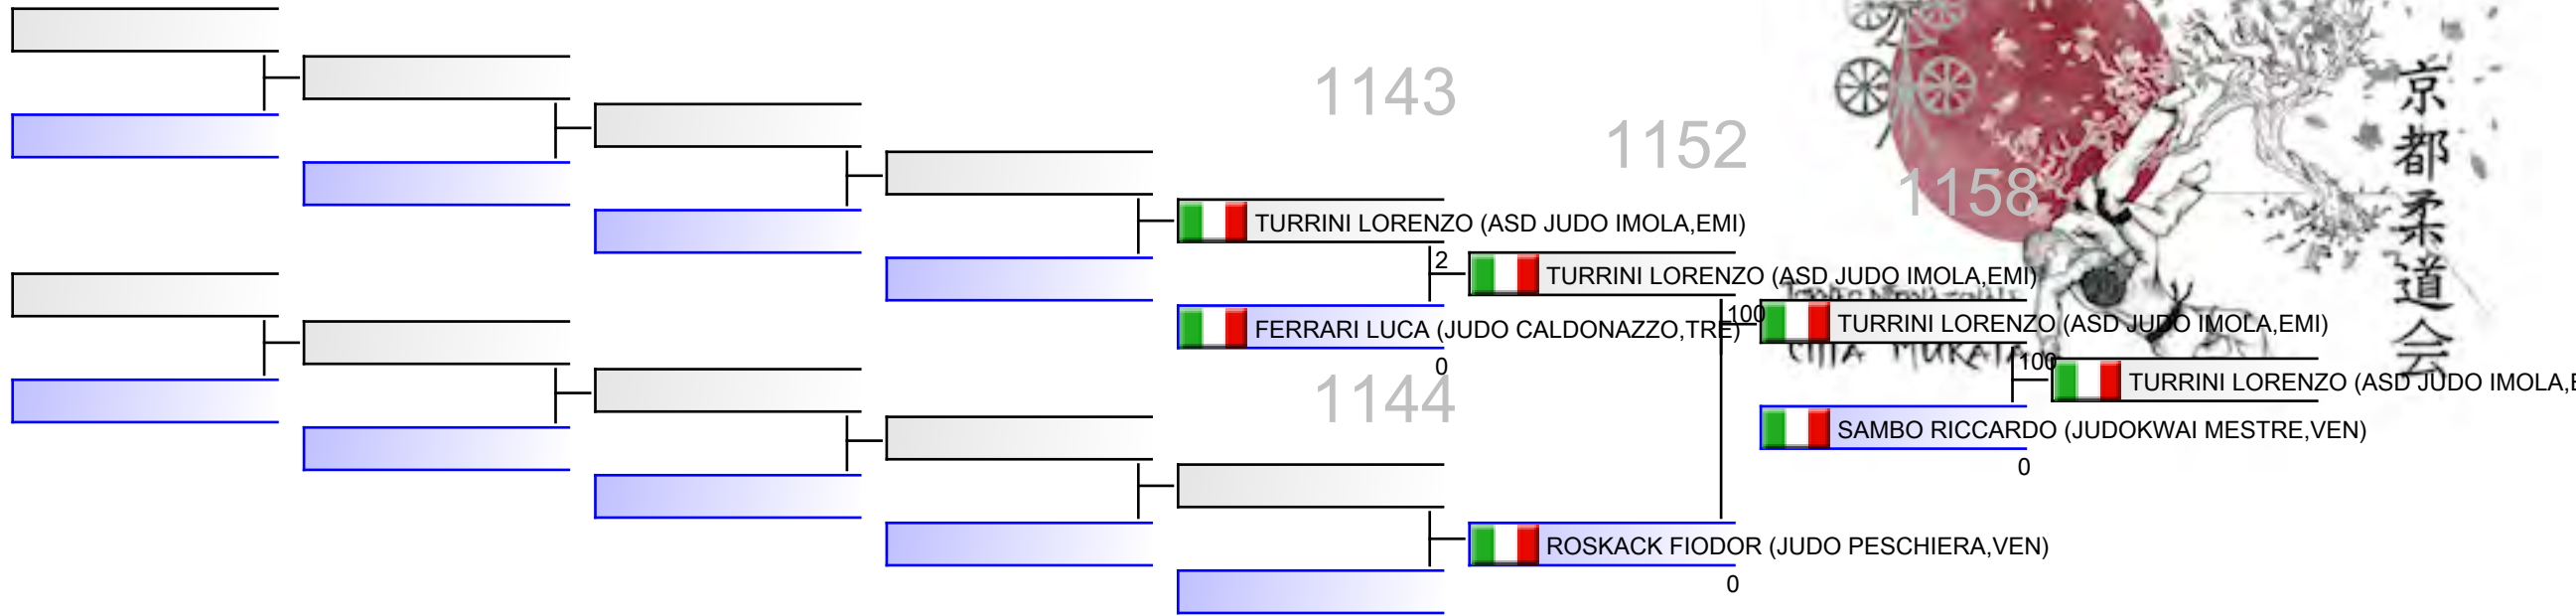 1143
1152
1158
TURRINI LORENZO (ASD JUDO IMOLA,EMI)
2
TURRINI LORENZO (ASD JUDO IMOLA,EMI)
FERRARI LUCA (JUDO CALDONAZZO,TRE)
0
100
TURRINI LORENZO (ASD JUDO IMOLA,EMI)
100
TURRINI LORENZO (ASD JUDO IMOLA,E
SAMBO RICCARDO (JUDOKWAI MESTRE,VEN)
0
1144
ROSKACK FIODOR (JUDO PESCHIERA,VEN)
0
京都柔道会